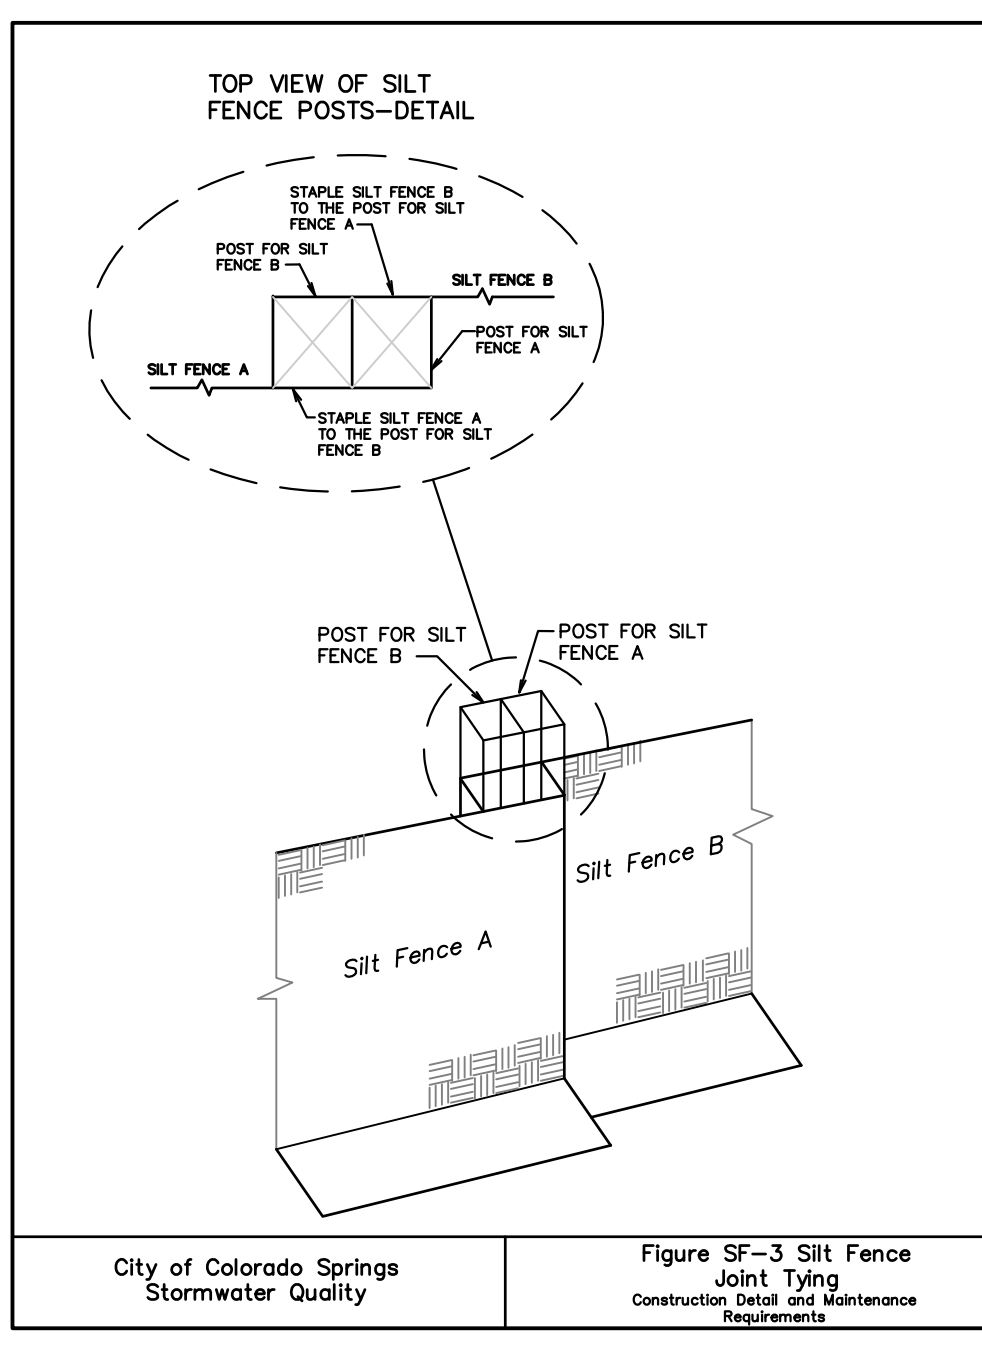 TOP VIEW OF SILT
FENCE POSTS-DETAIL
STAPLE SILT FENCE B
TO THE POST FOR SILT
FENCE A
POST FOR SILT
FENCE B
SILT FENCE B
POST FOR SILT
FENCE A
SILT FENCE A
STAPLE SILT FENCE A
TO THE POST FOR SILT
FENCE B
POST FOR SILT
FENCE B
POST FOR SILT
FENCE A
Silt Fence B
Silt Fence A
City of Colorado Springs
Stormwater Quality
Figure SF-3 Silt Fence
Joint Tying
Construction Detail and Maintenance
Requirements